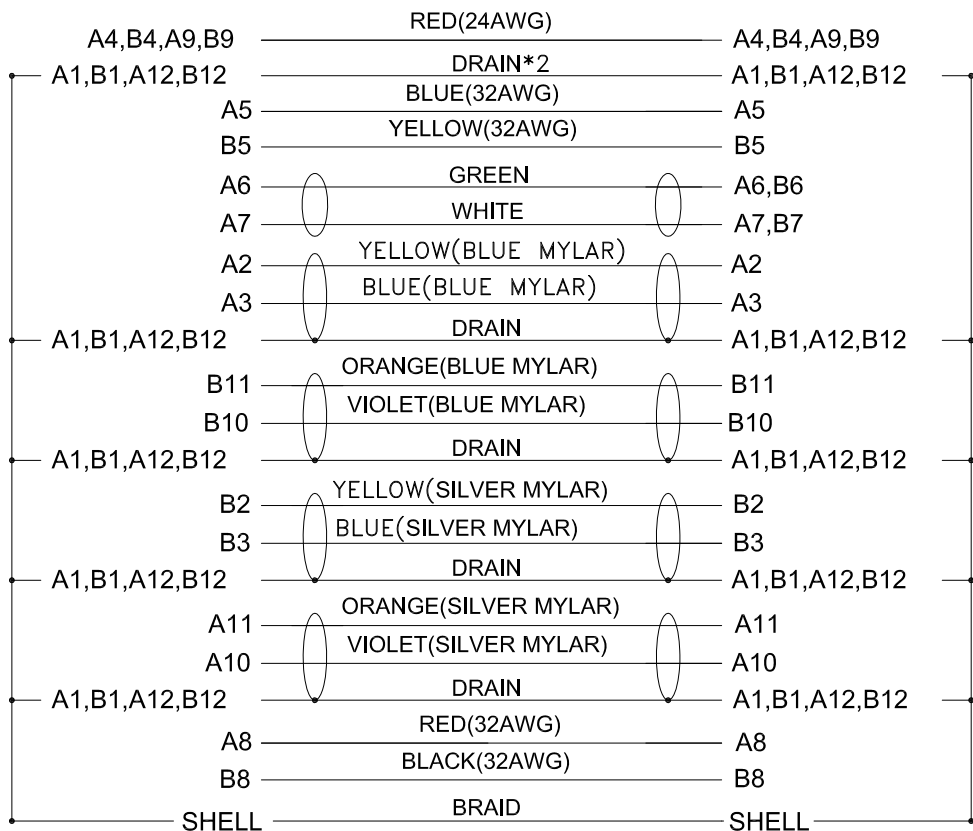 A4,B4,A9,B9 RED(24AWG) A4,B4,A9,B9
A1,B1,A12,B12 DRAIN*2 A1,B1,A12,B12
A5 BLUE(32AWG) A5
B5 YELLOW(32AWG) B5
A6 GREEN A6,B6
A7 WHITE A7,B7
A2 YELLOW(BLUE MYLAR) A2
A3 BLUE(BLUE MYLAR) A3
A1,B1,A12,B12 DRAIN A1,B1,A12,B12
B11 ORANGE(BLUE MYLAR) B11
B10 VIOLET(BLUE MYLAR) B10
A1,B1,A12,B12 DRAIN A1,B1,A12,B12
B2 YELLOW(SILVER MYLAR) B2
B3 BLUE(SILVER MYLAR) B3
A1,B1,A12,B12 DRAIN A1,B1,A12,B12
A11 ORANGE(SILVER MYLAR) A11
A10 VIOLET(SILVER MYLAR) A10
A1,B1,A12,B12 DRAIN A1,B1,A12,B12
A8 RED(32AWG) A8
B8 BLACK(32AWG) B8
SHELL BRAID SHELL